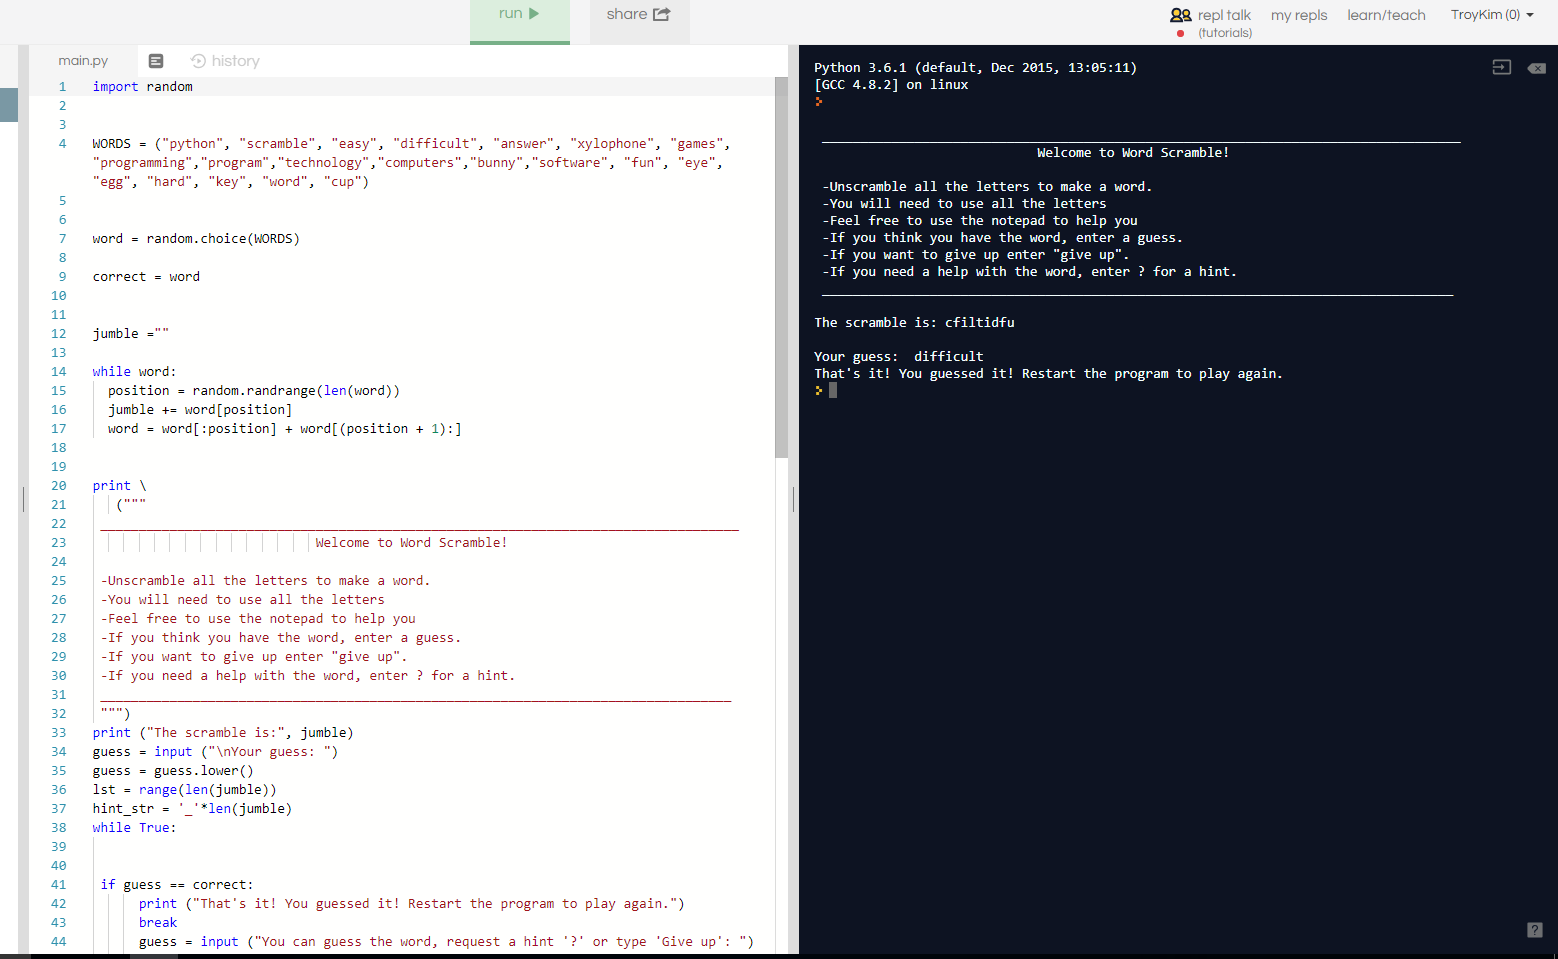 run share repl talk my repls learn/teach TroyKim (0)
(tutorials)
main.py history
1 import random
2
3
4 WORDS = ("python", "scramble", "easy", "difficult", "answer", "xylophone", "games",
"programming","program","technology","computers","bunny","software", "fun", "eye",
"egg", "hard", "key", "word", "cup")
5
6
7 word = random.choice(WORDS)
8
9 correct = word
10
11
12 jumble =""
13
14 while word:
15 position = random.randrange(len(word))
16 jumble += word[position]
17 word = word[:position] + word[(position + 1):]
18
19
20 print \
21 ("""
22 ___________________________________________________________________________________
23 Welcome to Word Scramble!
24
25 -Unscramble all the letters to make a word.
26 -You will need to use all the letters
27 -Feel free to use the notepad to help you
28 -If you think you have the word, enter a guess.
29 -If you want to give up enter "give up".
30 -If you need a help with the word, enter ? for a hint.
31 __________________________________________________________________________________
32 """)
33 print ("The scramble is:", jumble)
34 guess = input ("\nYour guess: ")
35 guess = guess.lower()
36 lst = range(len(jumble))
37 hint_str = '_'*len(jumble)
38 while True:
39
40
41 if guess == correct:
42 print ("That's it! You guessed it! Restart the program to play again.")
43 break
44 guess = input ("You can guess the word, request a hint '?' or type 'Give up': ")
Python 3.6.1 (default, Dec 2015, 13:05:11)
[GCC 4.8.2] on linux
___________________________________________________________________________________
Welcome to Word Scramble!
-Unscramble all the letters to make a word.
-You will need to use all the letters
-Feel free to use the notepad to help you
-If you think you have the word, enter a guess.
-If you want to give up enter "give up".
-If you need a help with the word, enter ? for a hint.
__________________________________________________________________________________
The scramble is: cfiltidfu
Your guess:  difficult
That's it! You guessed it! Restart the program to play again.
?